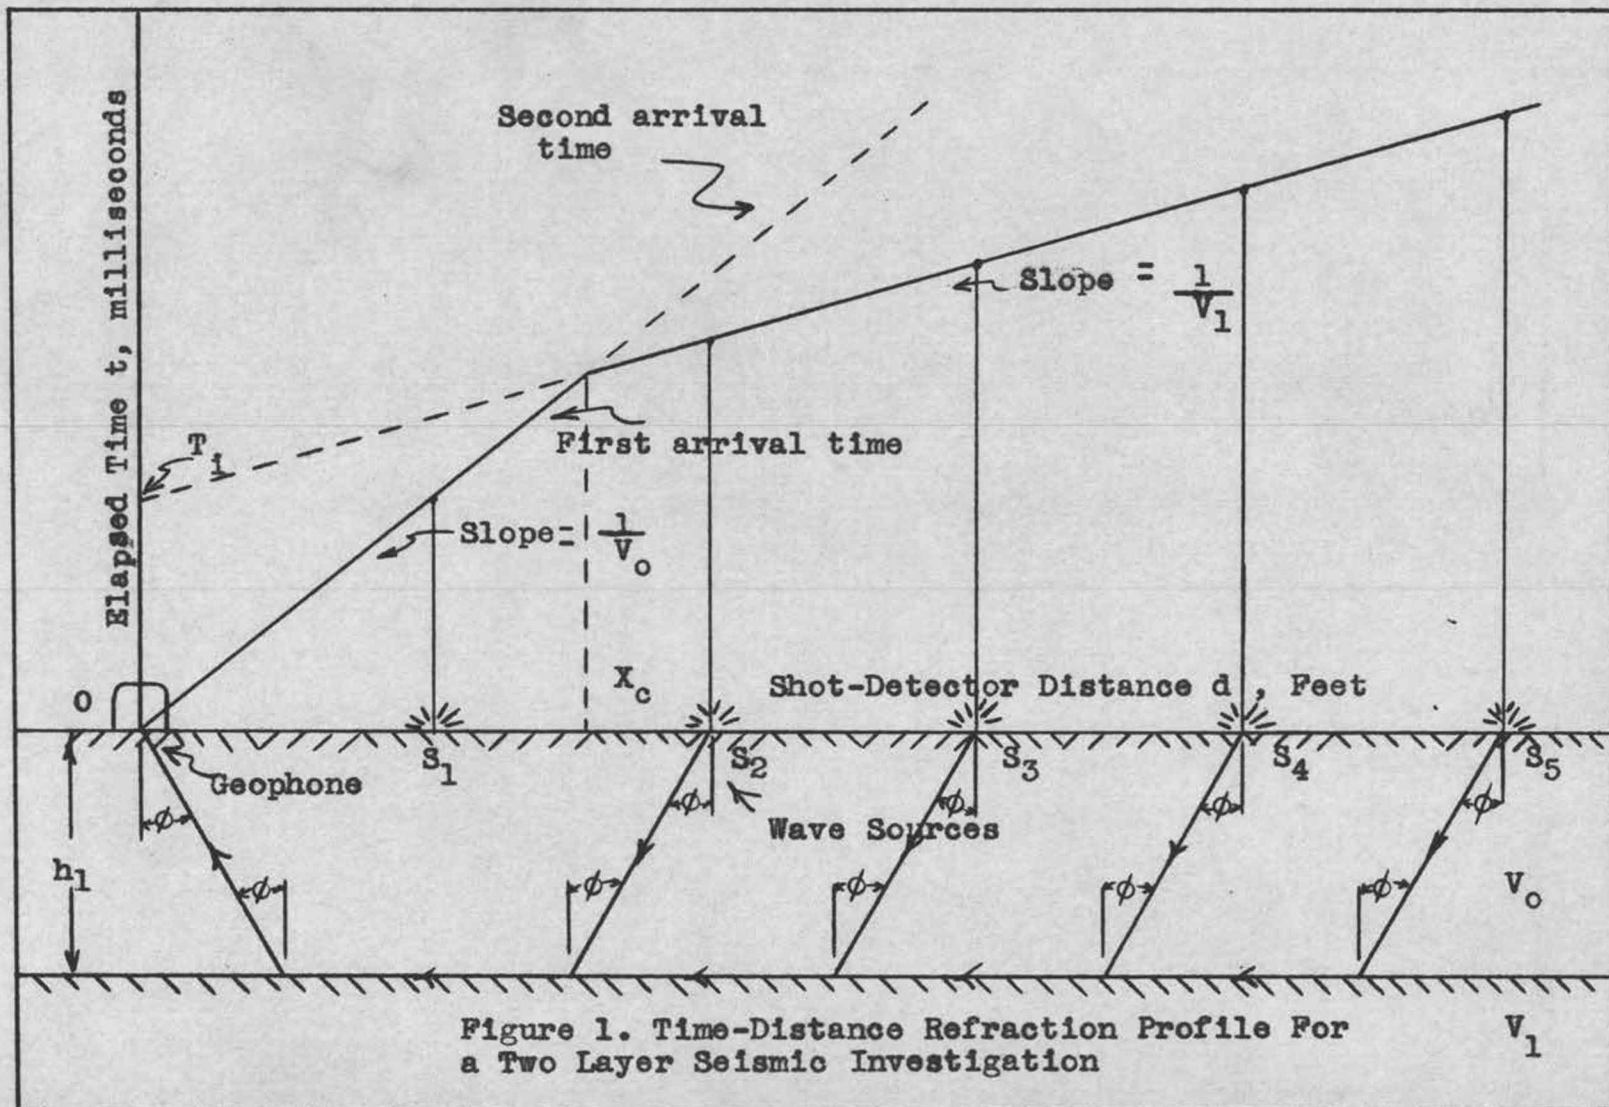 Elapsed Time t, milliseconds
Second arrival
time
Slope = 1/V1
Ti
First arrival time
Slope= 1/Vo
Xc
O
Shot-Detector Distance d , Feet
S1
S2
S3
S4
S5
Geophone
ϕ
ϕ
ϕ
ϕ
ϕ
Wave Sources
h1
ϕ
ϕ
ϕ
ϕ
ϕ
Vo
Figure 1. Time-Distance Refraction Profile For
a Two Layer Seismic Investigation
V1